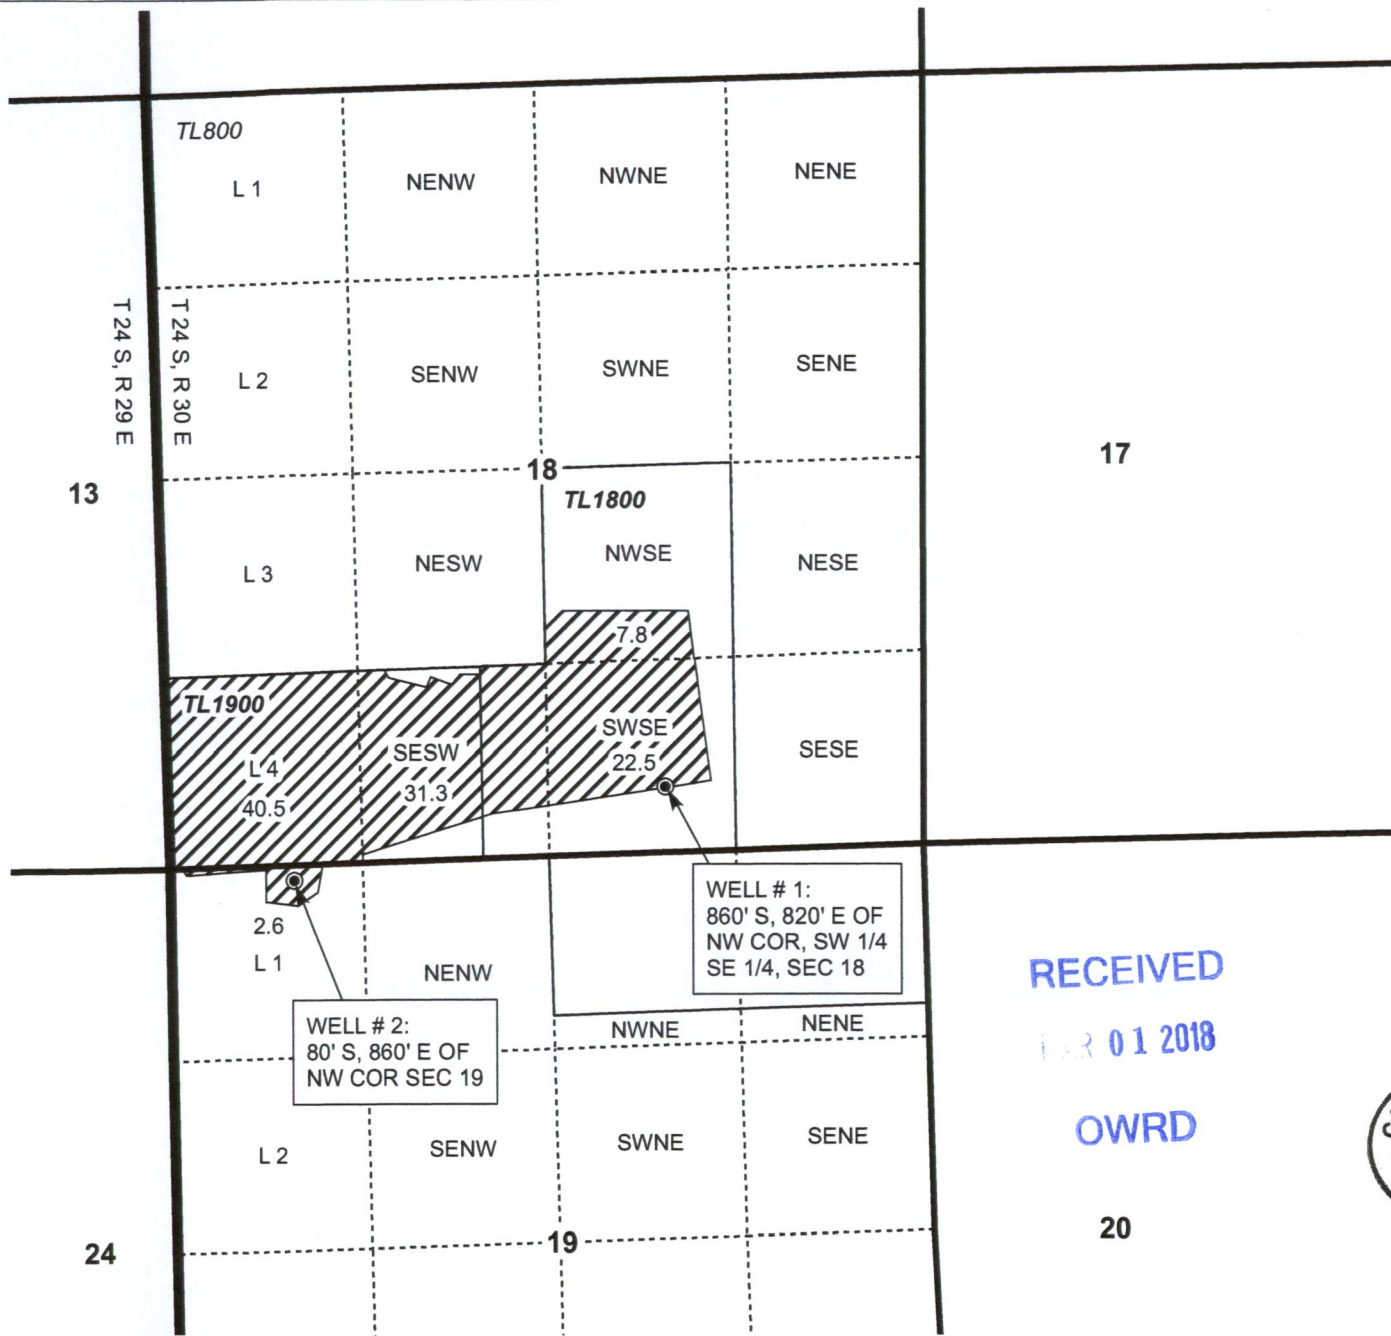 TL800
L 1
NENW
NWNE
NENE
T 24 S, R 29 E
T 24 S, R 30 E
L 2
SENW
SWNE
SENE
13
18
17
TL1800
L 3
NESW
NWSE
NESE
7.8
TL1900
L 4
40.5
SESW
31.3
SWSE
22.5
SESE
WELL # 1:
860' S, 820' E OF
NW COR, SW 1/4
SE 1/4, SEC 18
2.6
L 1
NENW
WELL # 2:
80' S, 860' E OF
NW COR SEC 19
NWNE
NENE
RECEIVED
01 2018
OWRD
L 2
SENW
SWNE
SENE
24
19
20